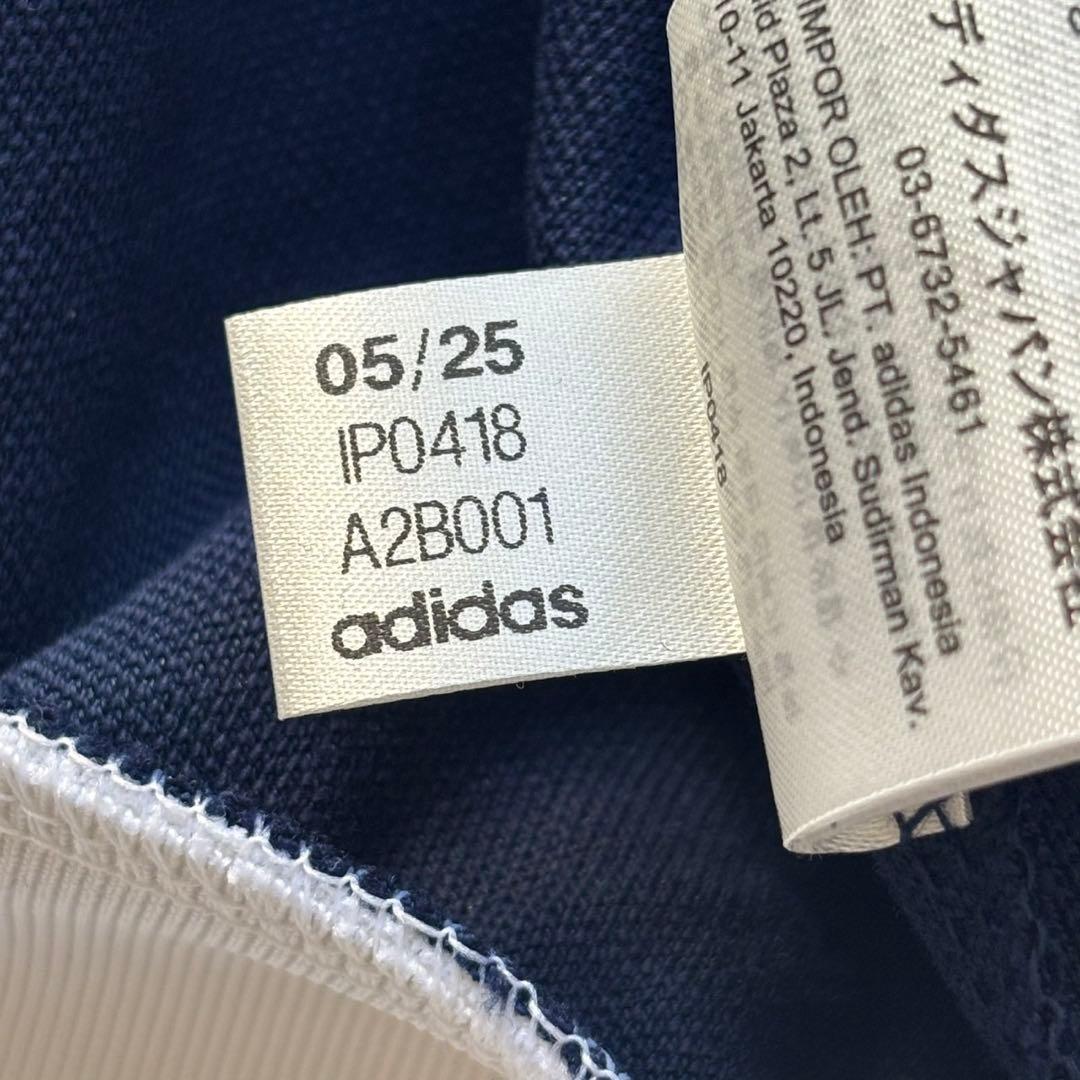 05/25
IP0418
A2B001
adidas
IP0418
ディダスジャパン株式会社
03-6732-5461
IMPOR OLEH: PT. adidas Indonesia
Plaza 2, Lt. 5 JL. Jend. Sudirman Kav.
10-11 Jakarta 10220, Indonesia